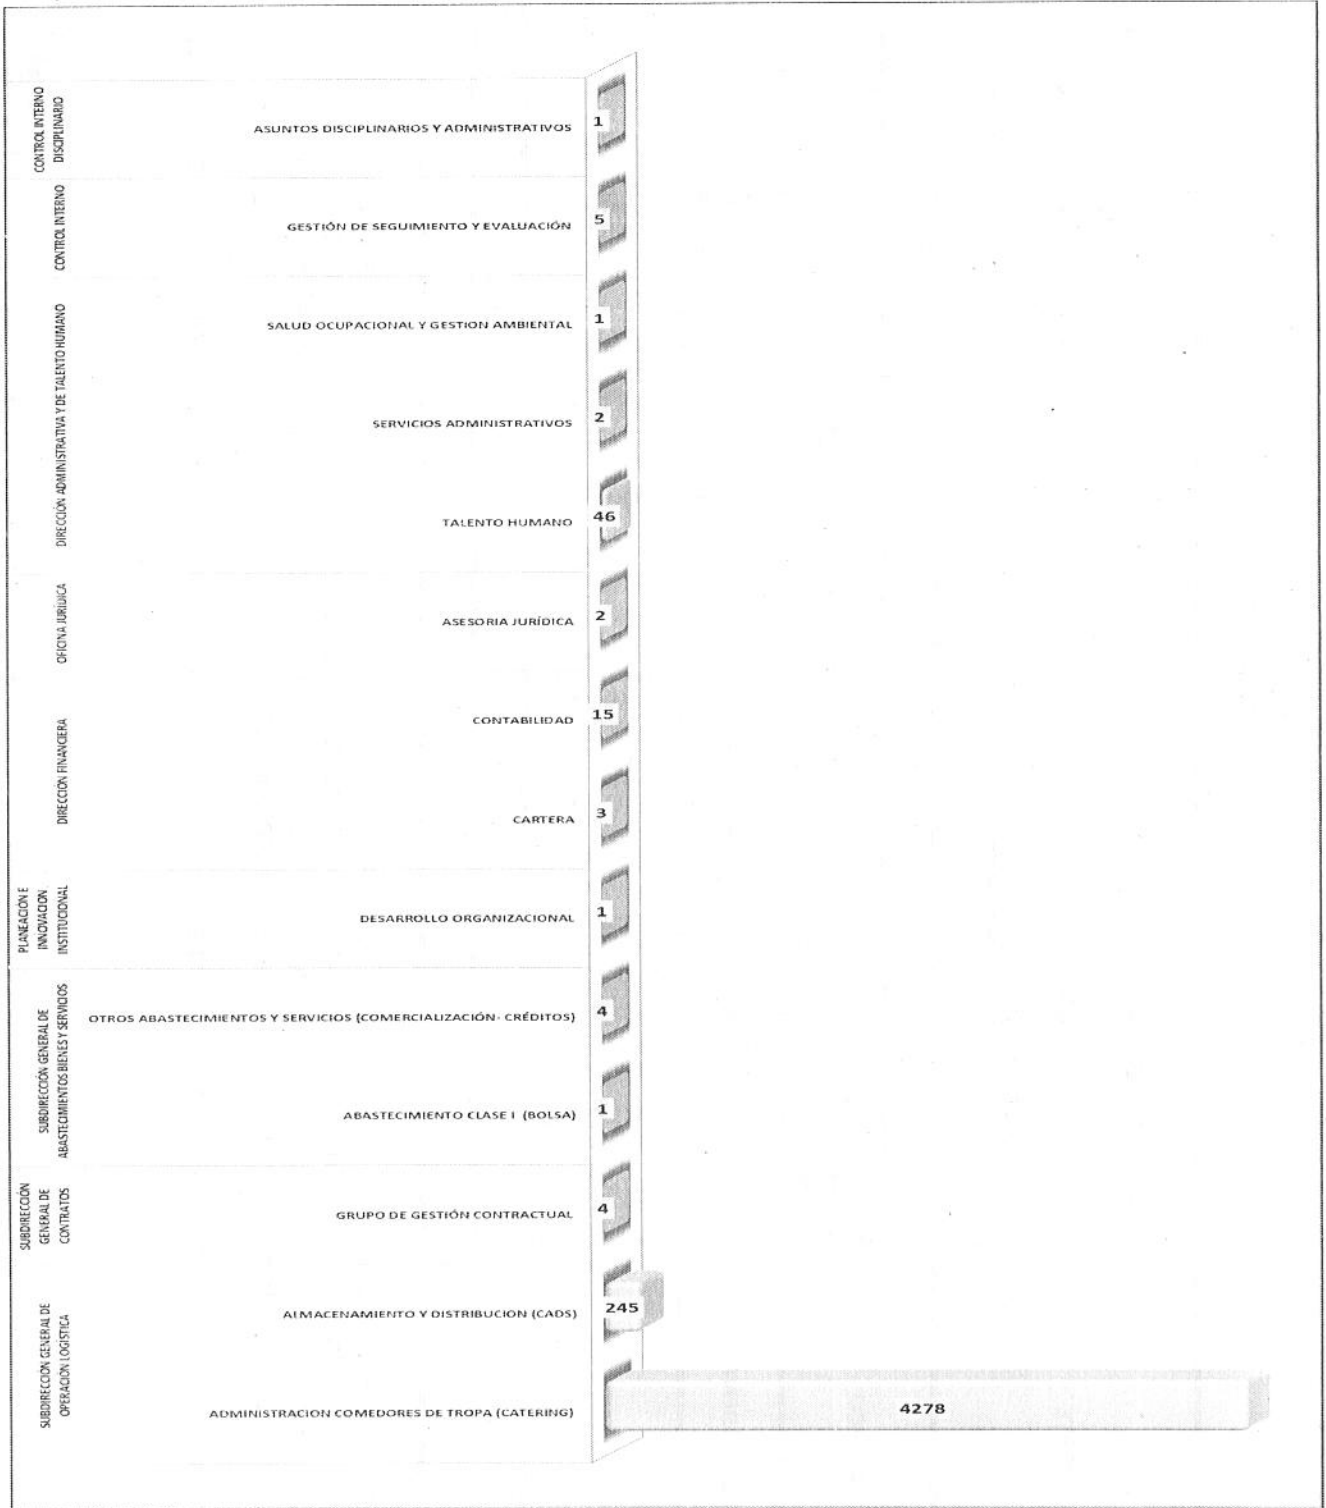 CONTROL INTERNO
DISCIPLINARIO
ASUNTOS DISCIPLINARIOS Y ADMINISTRATIVOS
1
CONTROL INTERNO
GESTIÓN DE SEGUIMIENTO Y EVALUACIÓN
5
DIRECCIÓN ADMINISTRATIVA Y DE TALENTO HUMANO
SALUD OCUPACIONAL Y GESTION AMBIENTAL
1
SERVICIOS ADMINISTRATIVOS
2
TALENTO HUMANO
46
OFICINA JURÍDICA
ASESORIA JURÍDICA
2
DIRECCIÓN FINANCIERA
CONTABILIDAD
15
CARTERA
3
PLANEACIÓN E
INNOVACION
INSTITUCIONAL
DESARROLLO ORGANIZACIONAL
1
SUBDIRECCIÓN GENERAL DE
ABASTECIMIENTOS BIENES Y SERVICIOS
OTROS ABASTECIMIENTOS Y SERVICIOS (COMERCIALIZACIÓN- CRÉDITOS)
4
ABASTECIMIENTO CLASE I (BOLSA)
1
SUBDIRECCIÓN
GENERAL DE
CONTRATOS
GRUPO DE GESTIÓN CONTRACTUAL
4
SUBDIRECCIÓN GENERAL DE
OPERACIÓN LOGÍSTICA
ALMACENAMIENTO Y DISTRIBUCION (CADS)
245
ADMINISTRACION COMEDORES DE TROPA (CATERING)
4278